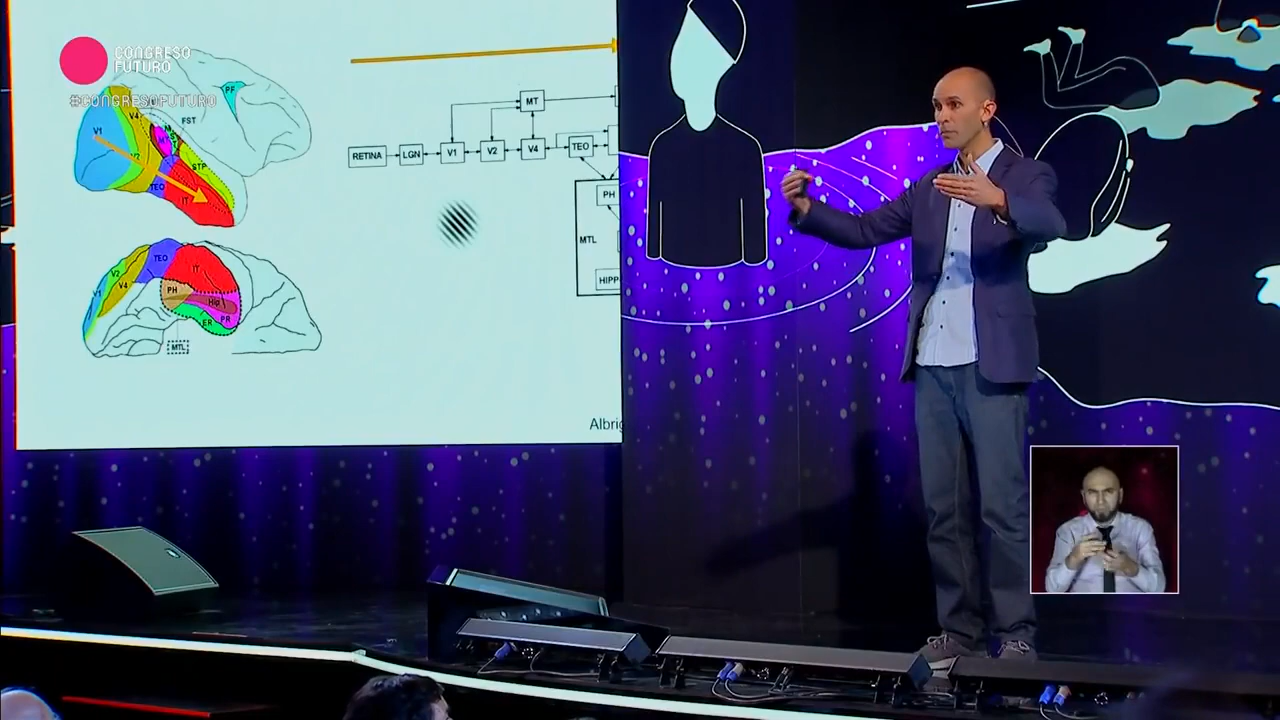 CONGRESO
FUTURO
#CONGRESOFUTURO
PF
FST
V1
V4
V2
STP
TEO
IT
MT
RETINA
LGN
V1
V2
V4
TEO
PH
MTL
HIPP
TEO
V2
V4
V1
IT
PH
Hip
PR
ER
MTL